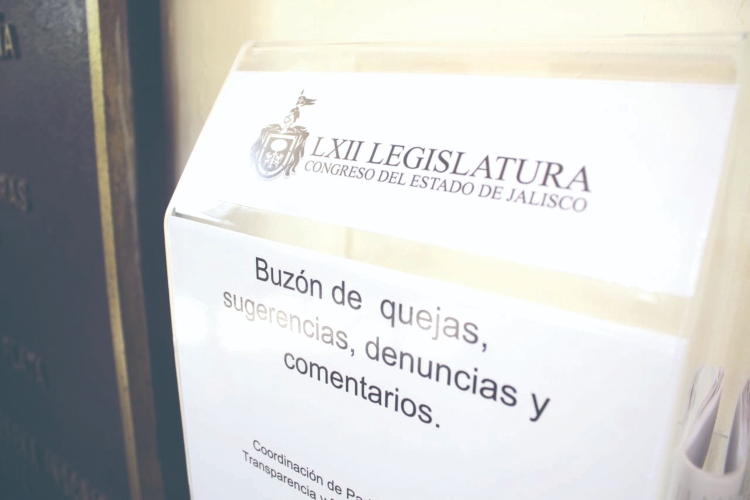 LXII LEGISLATURA
CONGRESO DEL ESTADO DE JALISCO
Buzón de quejas,
sugerencias, denuncias y
comentarios.
Coordinación de
Transparencia y